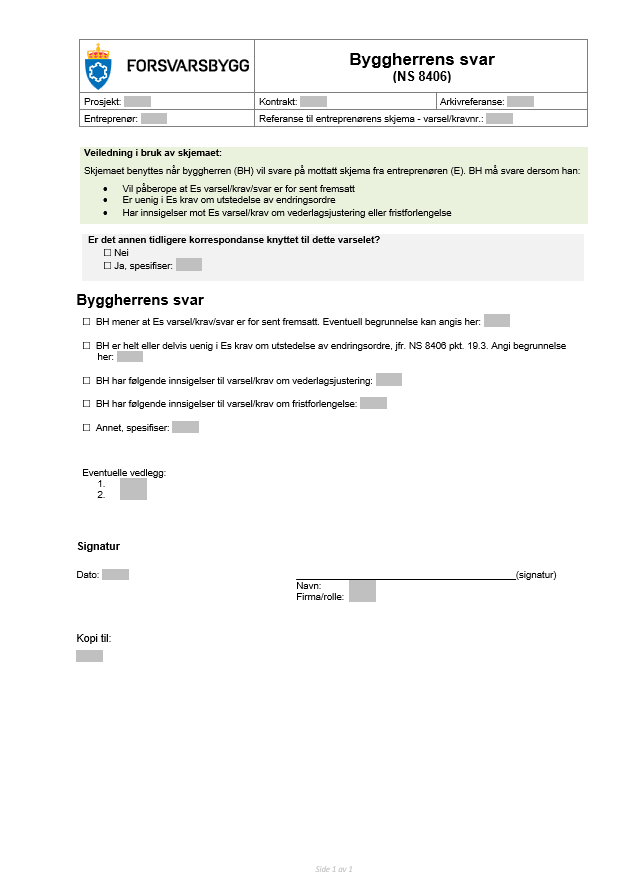 FORSVARSBYGG
Byggherrens svar
(NS 8406)
Prosjekt:
Kontrakt:
Arkivreferanse:
Entreprenør:
Referanse til entreprenørens skjema - varsel/kravnr.:
Veiledning i bruk av skjemaet:
Skjemaet benyttes når byggherren (BH) vil svare på mottatt skjema fra entreprenøren (E). BH må svare dersom han:
• Vil påberope at Es varsel/krav/svar er for sent fremsatt
• Er uenig i Es krav om utstedelse av endringsordre
• Har innsigelser mot Es varsel/krav om vederlagsjustering eller fristforlengelse
Er det annen tidligere korrespondanse knyttet til dette varselet?
☐ Nei
☐ Ja, spesifiser:
Byggherrens svar
☐ BH mener at Es varsel/krav/svar er for sent fremsatt. Eventuell begrunnelse kan angis her:
☐ BH er helt eller delvis uenig i Es krav om utstedelse av endringsordre, jfr. NS 8406 pkt. 19.3. Angi begrunnelse
her:
☐ BH har følgende innsigelser til varsel/krav om vederlagsjustering:
☐ BH har følgende innsigelser til varsel/krav om fristforlengelse:
☐ Annet, spesifiser:
Eventuelle vedlegg:
1.
2.
Signatur
Dato:
(signatur)
Navn:
Firma/rolle:
Kopi til:
Side 1 av 1